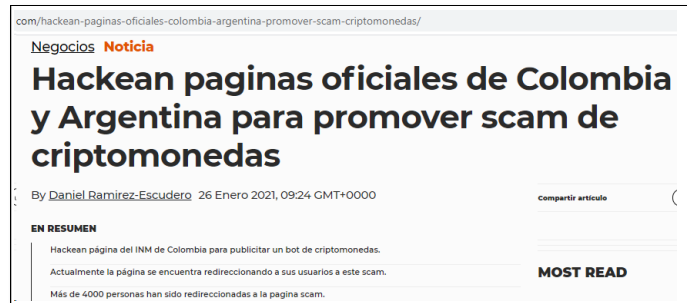 com/hackean-paginas-oficiales-colombia-argentina-promover-scam-criptomonedas/
Negocios Noticia
Hackean paginas oficiales de Colombia
y Argentina para promover scam de
criptomonedas
By Daniel Ramirez-Escudero 26 Enero 2021, 09:24 GMT+0000
Compartir artículo
EN RESUMEN
Hackean página del INM de Colombia para publicitar un bot de criptomonedas.
Actualmente la página se encuentra redireccionando a sus usuarios a este scam.
MOST READ
Más de 4000 personas han sido redireccionadas a la pagina scam.